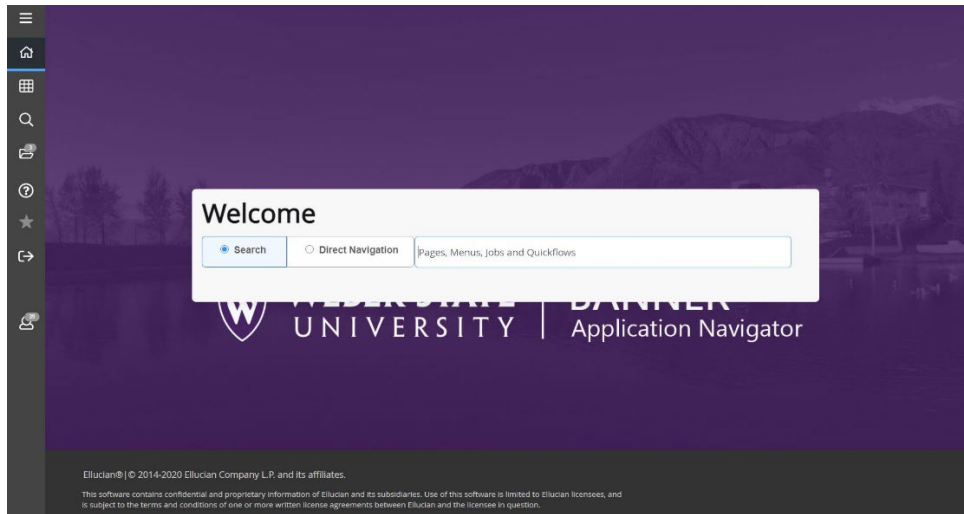 Welcome
Search
Direct Navigation
Pages, Menus, Jobs and Quickflows
WEBER STATE
BANNER
UNIVERSITY
Application Navigator
Ellucian®|© 2014-2020 Ellucian Company L.P. and its affiliates.
This software contains confidential and proprietary information of Ellucian and its subsidiaries. Use of this software is limited to Ellucian licensees, and
is subject to the terms and conditions of one or more written license agreements between Ellucian and the licensee in question.